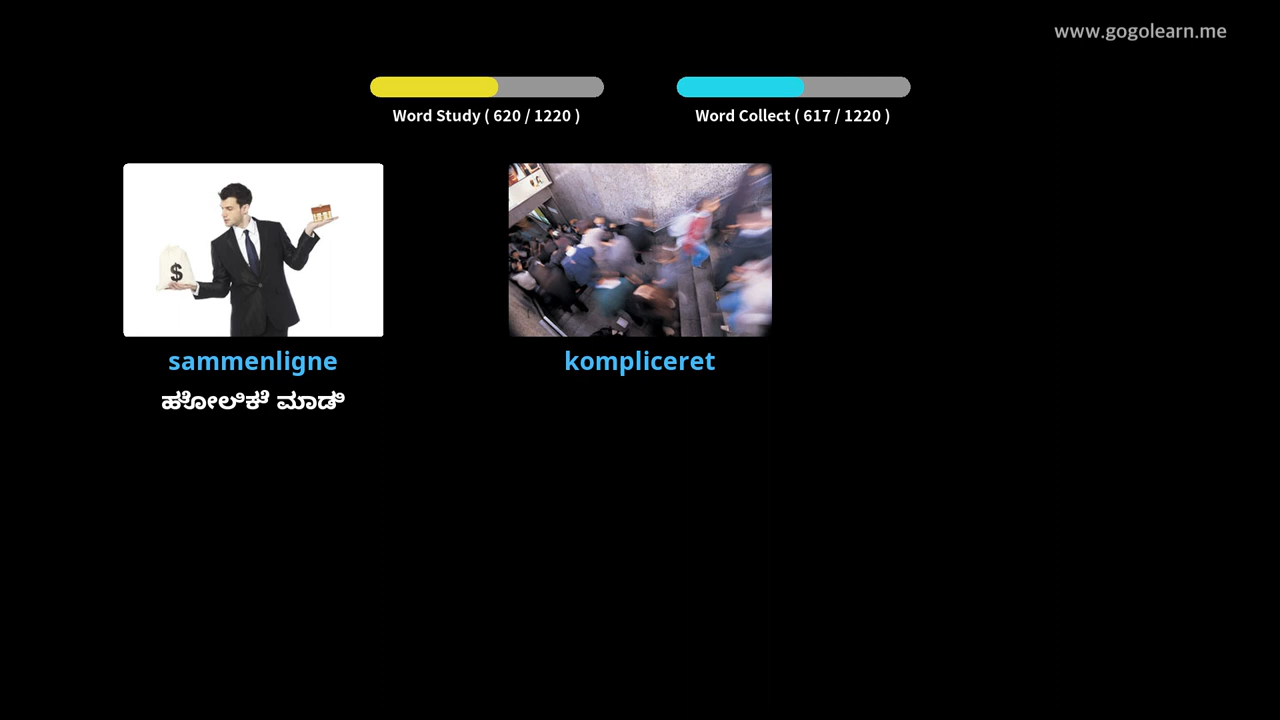 www.gogolearn.me
Word Study ( 620 / 1220 )
Word Collect ( 617 / 1220 )
$
sammenligne
kompliceret
ಹೋಲಿಕೆ ಮಾಡಿ